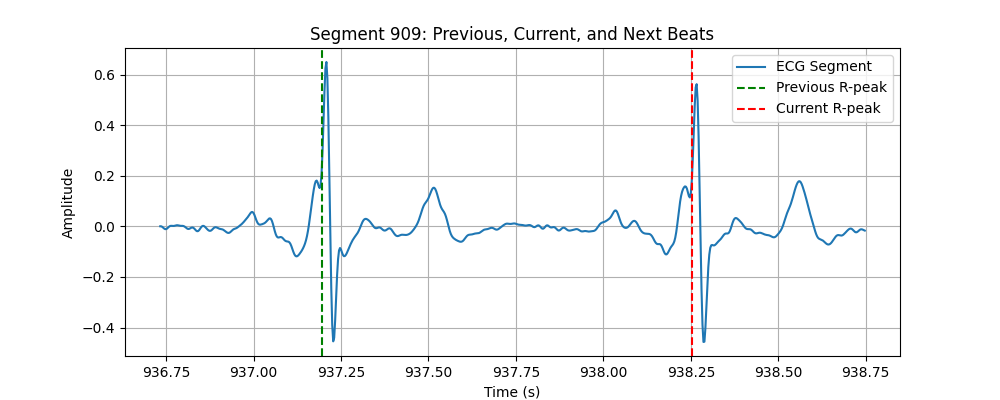 Segment 909: Previous, Current, and Next Beats
ECG Segment
Previous R-peak
Current R-peak
Amplitude
0.6
0.4
0.2
0.0
−0.2
−0.4
936.75 937.00 937.25 937.50 937.75 938.00 938.25 938.50 938.75
Time (s)